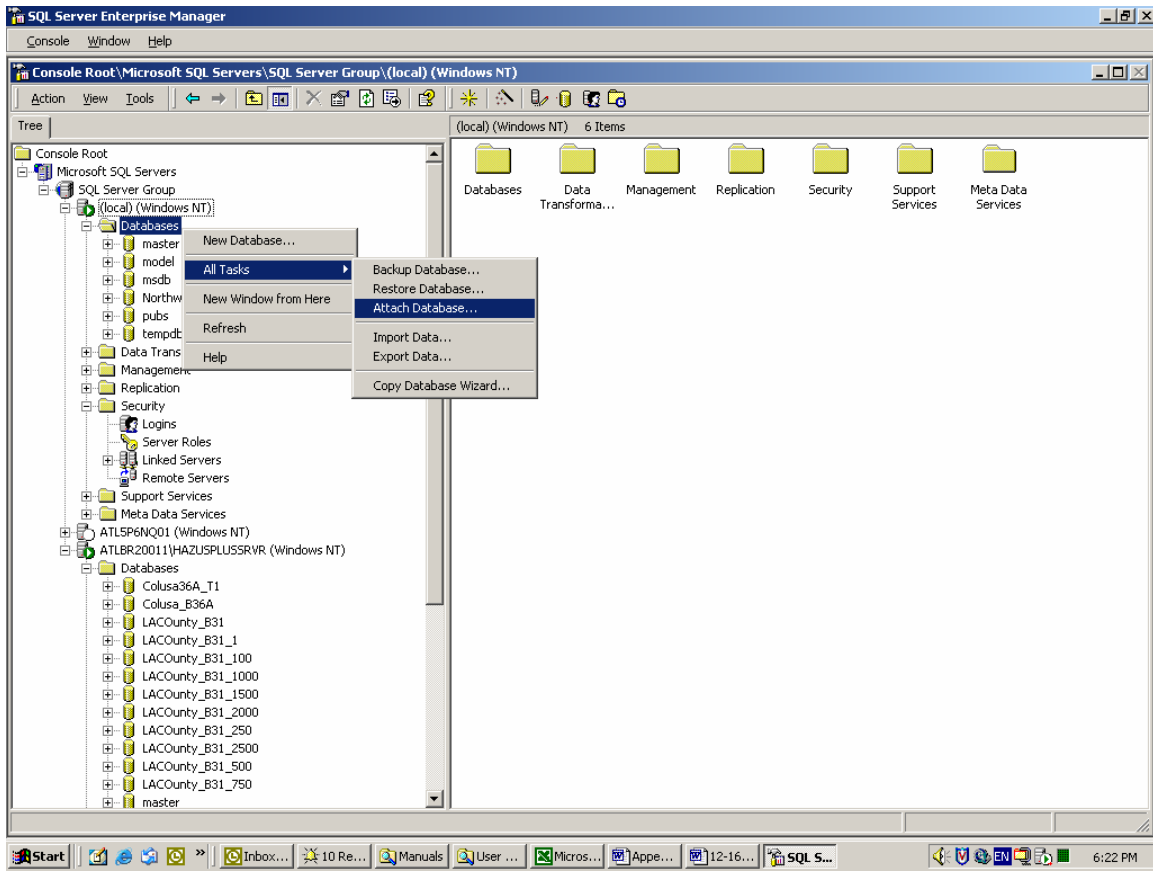 SQL Server Enterprise Manager
Console Window Help
Console Root\Microsoft SQL Servers\SQL Server Group\(local) (Windows NT)
Action View Tools
Tree
(local) (Windows NT) 6 Items
Console Root
Microsoft SQL Servers
SQL Server Group
(local) (Windows NT)
Databases
master
model
msdb
Northw
pubs
tempdb
Data Trans
Management
Replication
Security
Logins
Server Roles
Linked Servers
Remote Servers
Support Services
Meta Data Services
ATL5P6NQ01 (Windows NT)
ATLBR20011\HAZUSPLUSSRVR (Windows NT)
Databases
Colusa36A_T1
Colusa_B36A
LACOunty_B31
LACOunty_B31_1
LACOunty_B31_100
LACOunty_B31_1000
LACOunty_B31_1500
LACOunty_B31_2000
LACOunty_B31_250
LACOunty_B31_2500
LACOunty_B31_500
LACOunty_B31_750
master
New Database...
All Tasks
New Window from Here
Refresh
Help
Backup Database...
Restore Database...
Attach Database...
Import Data...
Export Data...
Copy Database Wizard...
Databases
Data Transforma...
Management
Replication
Security
Support Services
Meta Data Services
Start
»
Inbox...
10 Re...
Manuals
User ...
Micros...
Appe...
12-16...
SQL S...
EN
6:22 PM